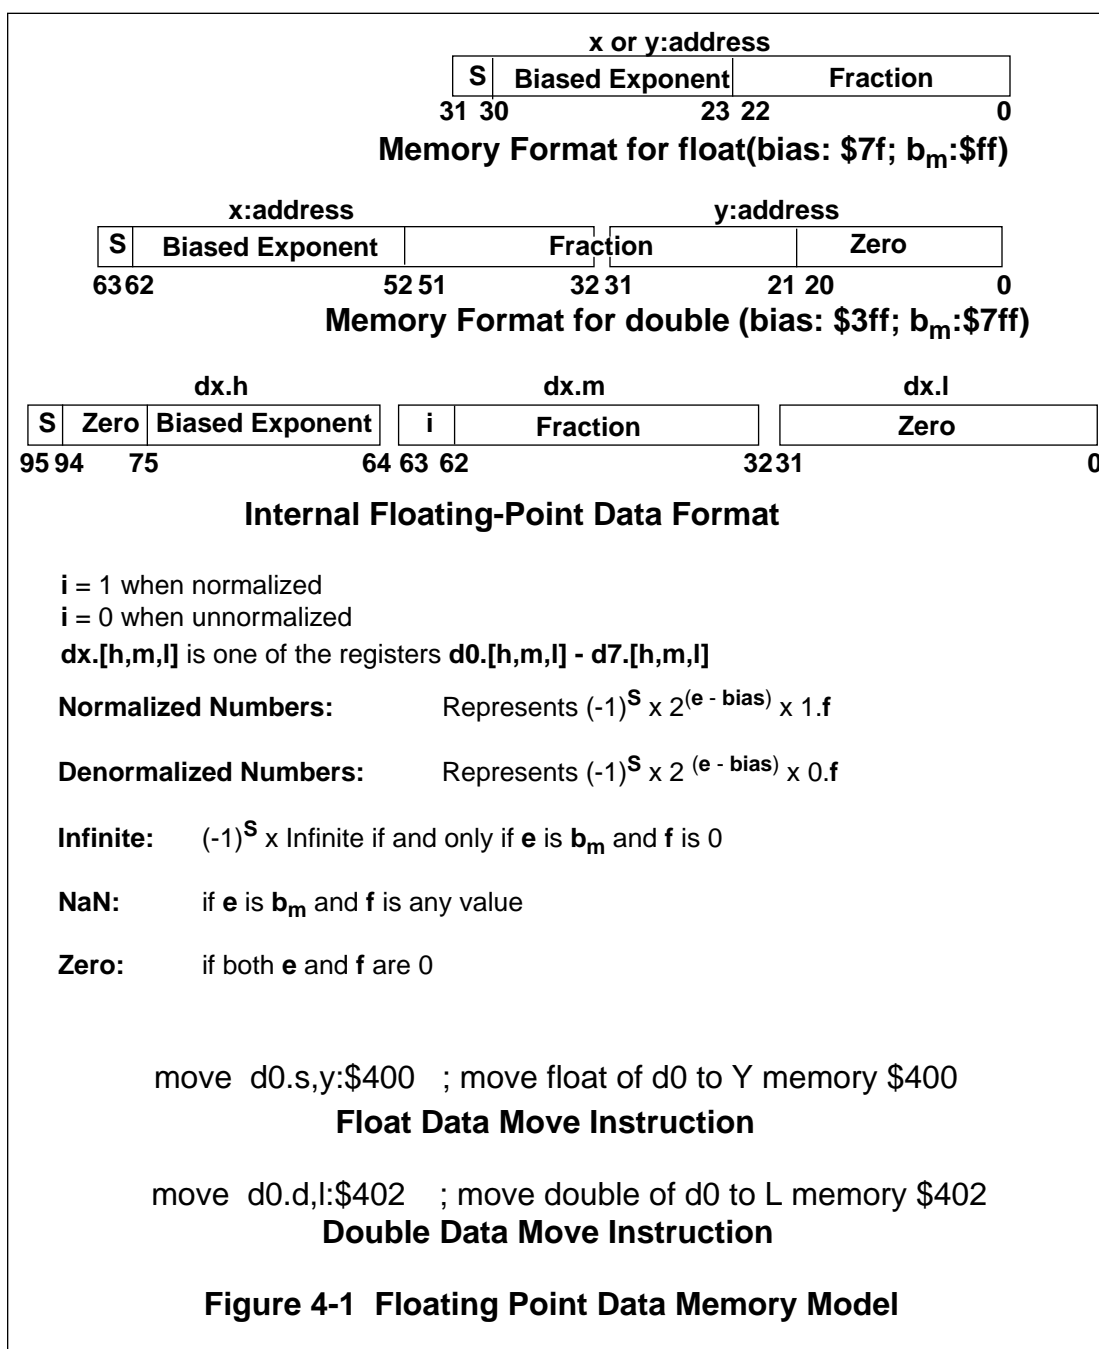 x or y:address
S Biased Exponent Fraction
31 30 23 22 0
Memory Format for float(bias: $7f; bm:$ff)
x:address y:address
S Biased Exponent Fraction Zero
63 62 52 51 32 31 21 20 0
Memory Format for double (bias: $3ff; bm:$7ff)
dx.h dx.m dx.l
S Zero Biased Exponent i Fraction Zero
95 94 75 64 63 62 32 31 0
Internal Floating-Point Data Format
i = 1 when normalized
i = 0 when unnormalized
dx.[h,m,l] is one of the registers d0.[h,m,l] - d7.[h,m,l]
Normalized Numbers: Represents (-1)S x 2(e - bias) x 1.f
Denormalized Numbers: Represents (-1)S x 2 (e - bias) x 0.f
Infinite: (-1)S x Infinite if and only if e is bm and f is 0
NaN: if e is bm and f is any value
Zero: if both e and f are 0
move d0.s,y:$400 ; move float of d0 to Y memory $400
Float Data Move Instruction
move d0.d,l:$402 ; move double of d0 to L memory $402
Double Data Move Instruction
Figure 4-1 Floating Point Data Memory Model